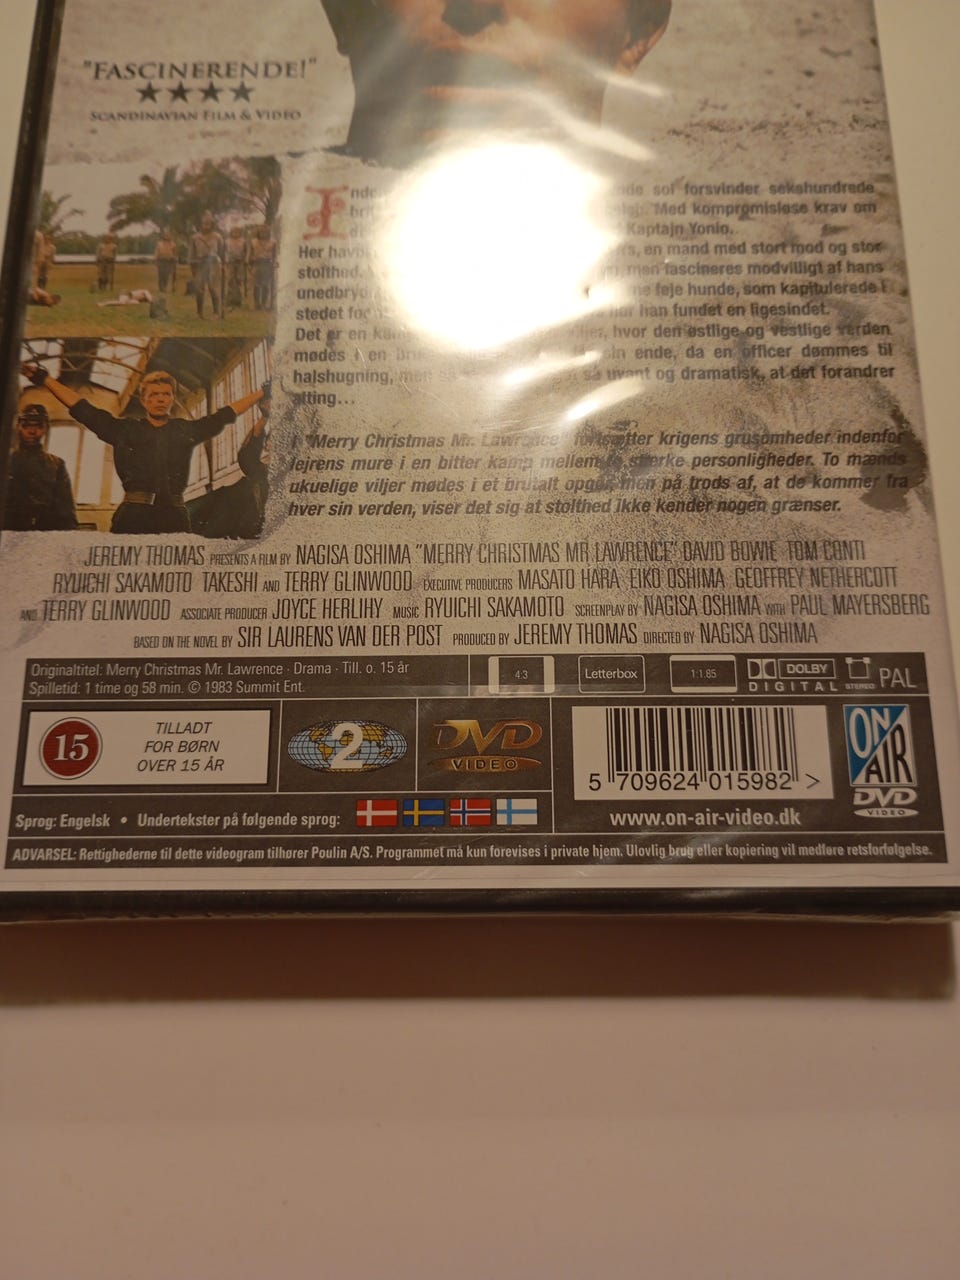 "FASCINERENDE!"
★★★★
SCANDINAVIAN FILM & VIDEO
sol forsvinder sekshundrede
Med kompromisløse krav om
Kaptajn Yonio.
Her
en mand med stort mod og stor
stolthed.
men fascineres modvilligt af hans
feje hunde, som kapitulerede i
stedet for
har han fundet en ligesindet.
Det er en
hvor den østlige og vestlige verden
mødes i en
ende, da en officer dømmes til
halshugning, men
så uvant og dramatisk, at det forandrer
alting...
I "Merry Christmas Mr. Lawrence" fortsætter krigens grusomheder indenfor
lejrens mure i en bitter kamp mellem to stærke personligheder. To mænds
ukuelige viljer mødes i et brutalt opgør, men på trods af, at de kommer fra
hver sin verden, viser det sig at stolthed ikke kender nogen grænser.
JEREMY THOMAS PRESENTS A FILM BY NAGISA OSHIMA "MERRY CHRISTMAS MR LAWRENCE" DAVID BOWIE TOM CONTI
RYUICHI SAKAMOTO TAKESHI AND TERRY GLINWOOD EXECUTIVE PRODUCERS MASATO HARA EIKO OSHIMA GEOFFREY NETHERCOTT
AND TERRY GLINWOOD ASSOCIATE PRODUCER JOYCE HERLIHY MUSIC RYUICHI SAKAMOTO SCREENPLAY BY NAGISA OSHIMA WITH PAUL MAYERSBERG
BASED ON THE NOVEL BY SIR LAURENS VAN DER POST PRODUCED BY JEREMY THOMAS DIRECTED BY NAGISA OSHIMA
Originaltitel: Merry Christmas Mr. Lawrence · Drama · Till. o. 15 år
Spilletid: 1 time og 58 min. © 1983 Summit Ent.
4:3
Letterbox
1:1.85
DOLBY
DIGITAL
STEREO
PAL
15
TILLADT
FOR BØRN
OVER 15 ÅR
2
DVD
VIDEO
5 709624 015982 >
www.on-air-video.dk
ON
AIR
DVD
VIDEO
Sprog: Engelsk • Undertekster på følgende sprog:
ADVARSEL: Rettighederne til dette videogram tilhører Poulin A/S. Programmet må kun forevises i private hjem. Ulovlig brug eller kopiering vil medføre retsforfølgelse.